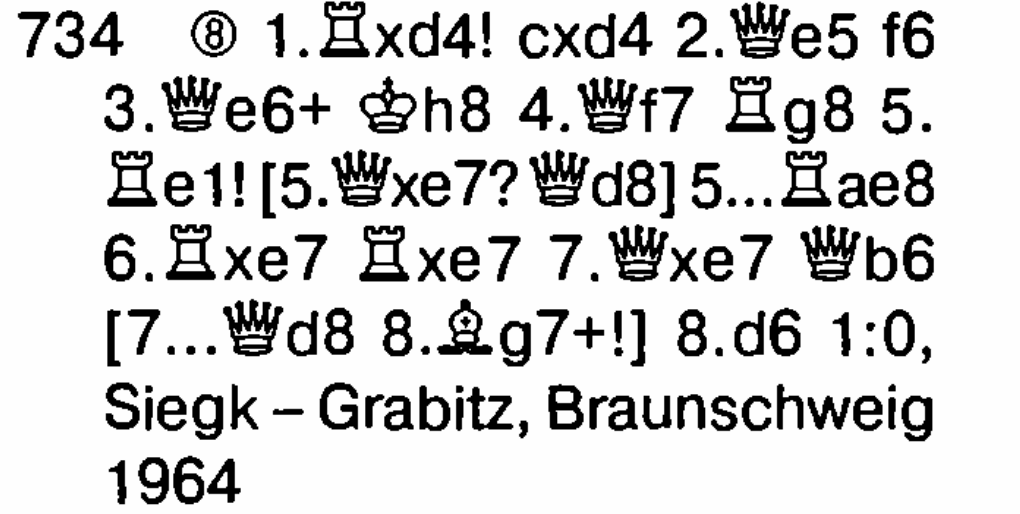 734 ⑧ 1.♖xd4! cxd4 2.♕e5 f6
3.♕e6+ ♔h8 4.♕f7 ♖g8 5.
♖e1! [5.♕xe7? ♕d8] 5...♖ae8
6.♖xe7 ♖xe7 7.♕xe7 ♕b6
[7...♕d8 8.♗g7+!] 8.d6 1:0,
Siegk – Grabitz, Braunschweig
1964